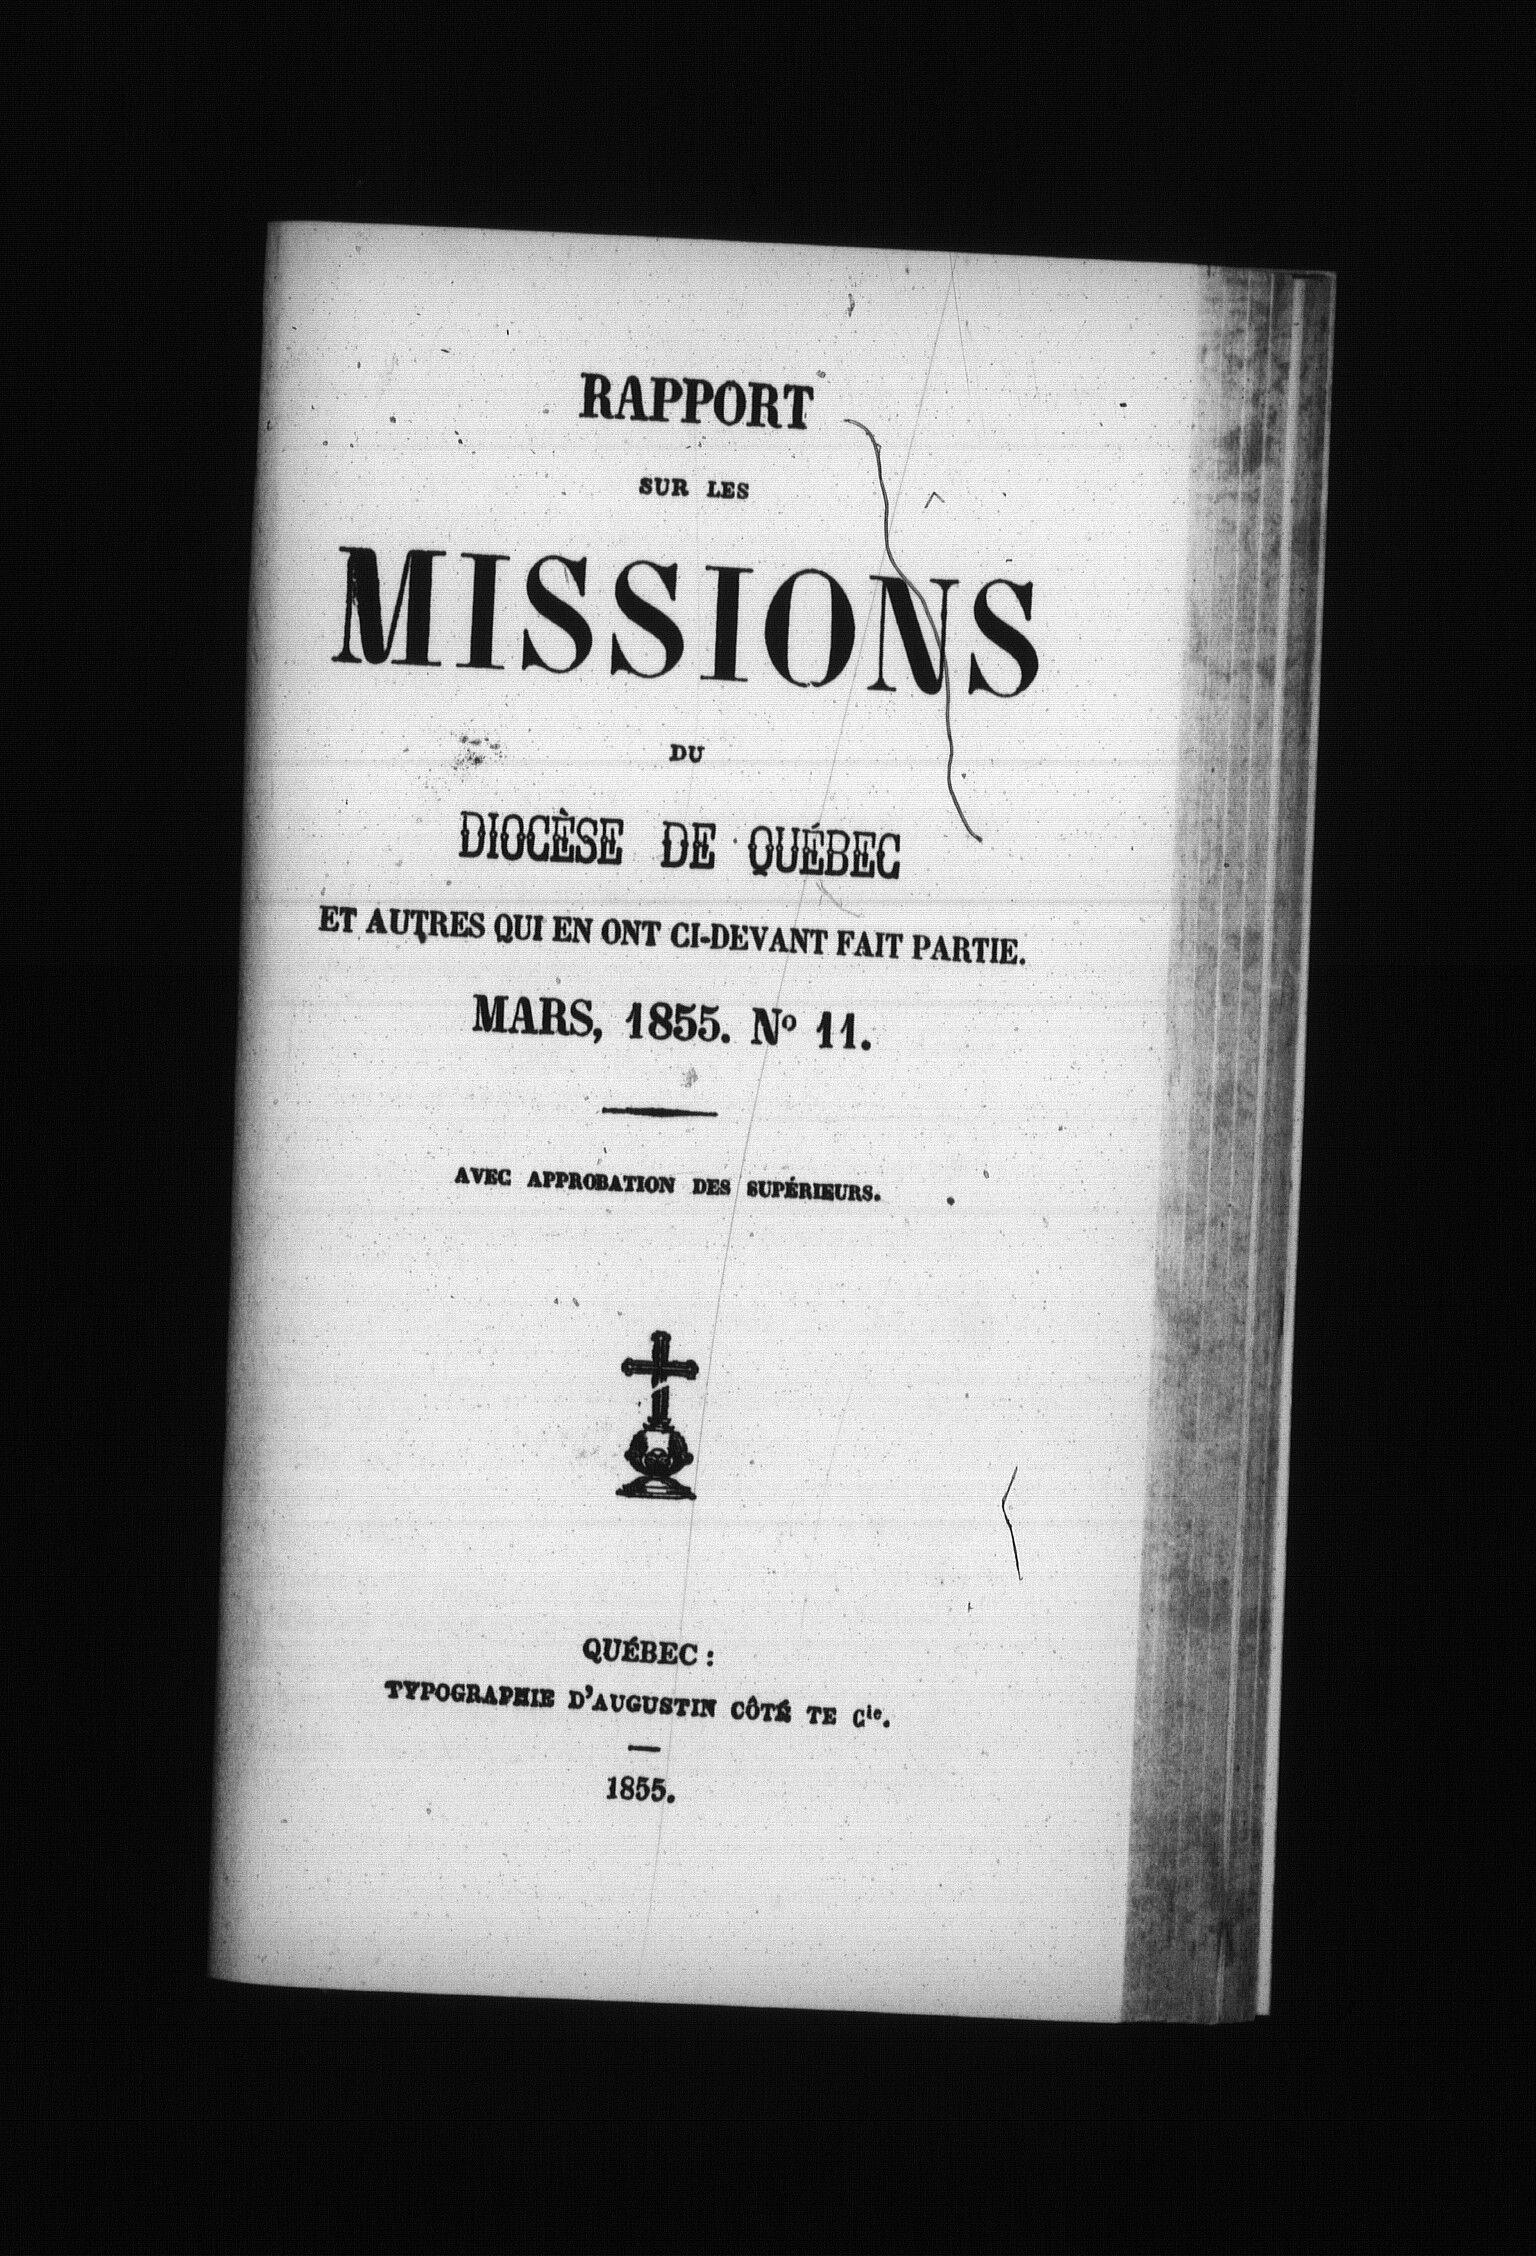 RAPPORT
SUR LES
MISSIONS
DU
DIOCÈSE DE QUÉBEC
ET AUTRES QUI EN ONT CI-DEVANT FAIT PARTIE.
MARS, 1855. Nº 11.
AVEC APPROBATION DES SUPÉRIEURS.
QUÉBEC :
TYPOGRAPHIE D'AUGUSTIN CÔTÉ TE Cie.
1855.